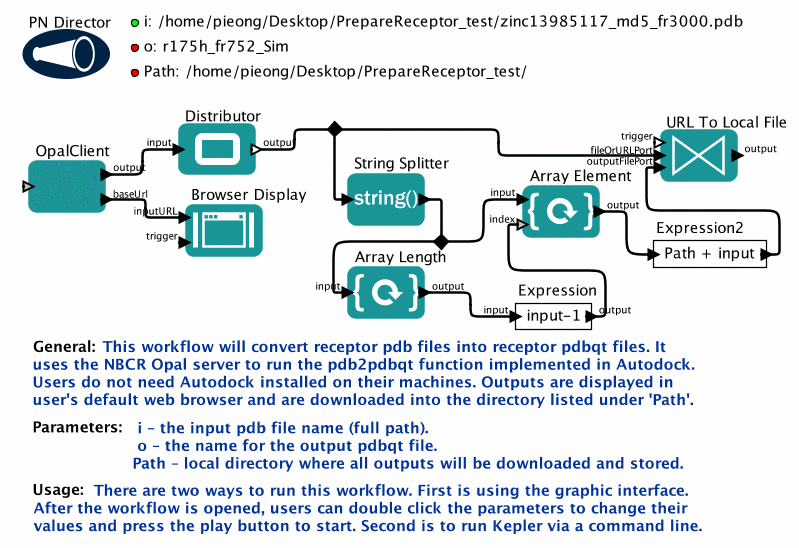 PN Director
i: /home/pieong/Desktop/PrepareReceptor_test/zinc13985117_md5_fr3000.pdb
o: r175h_fr752_Sim
Path: /home/pieong/Desktop/PrepareReceptor_test/
OpalClient
output
baseUrl
Distributor
input
output
Browser Display
inputURL
trigger
String Splitter
string()
Array Length
input
output
Array Element
input
index
output
Expression
input
input-1
output
URL To Local File
trigger
fileOrURLPort
outputFilePort
output
Expression2
Path + input
General: This workflow will convert receptor pdb files into receptor pdbqt files. It
uses the NBCR Opal server to run the pdb2pdbqt function implemented in Autodock.
Users do not need Autodock installed on their machines. Outputs are displayed in
user's default web browser and are downloaded into the directory listed under 'Path'.
Parameters: i – the input pdb file name (full path).
o – the name for the output pdbqt file.
Path – local directory where all outputs will be downloaded and stored.
Usage: There are two ways to run this workflow. First is using the graphic interface.
After the workflow is opened, users can double click the parameters to change their
values and press the play button to start. Second is to run Kepler via a command line.